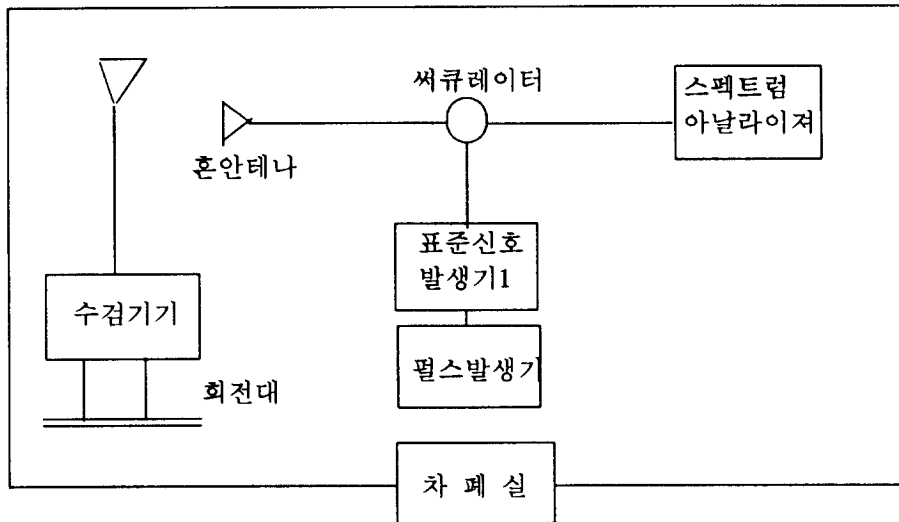 써큐레이터
스펙트럼
아날라이져
혼안테나
표준신호
발생기1
수검기기
펄스발생기
회전대
차 폐 실